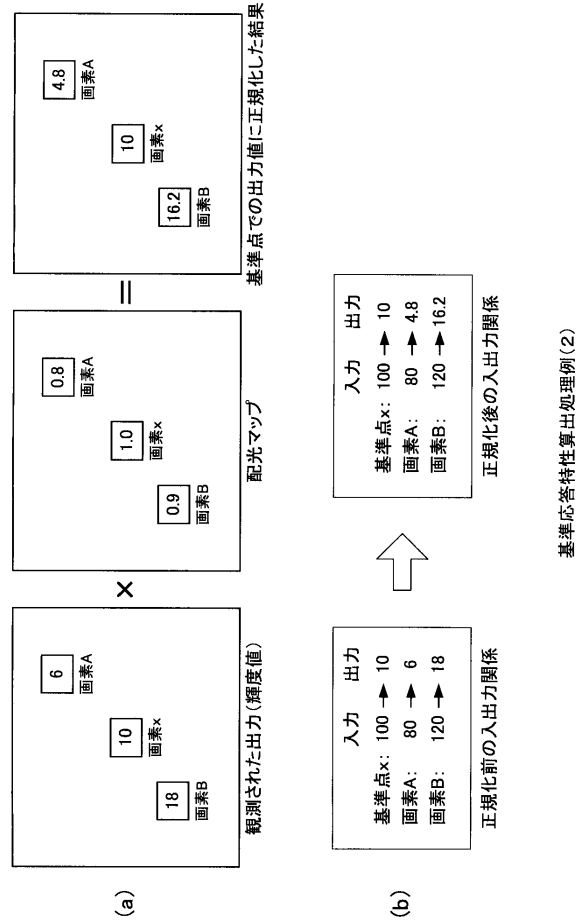 (a)
18
画素B
10
画素x
6
画素A
観測された出力(輝度値)
×
0.9
画素B
1.0
画素x
0.8
画素A
配光マップ
=
16.2
画素B
10
画素x
4.8
画素A
基準点での出力値に正規化した結果
(b)
入力 出力
基準点x: 100 → 10
画素A: 80 → 6
画素B: 120 → 18
正規化前の入出力関係
入力 出力
基準点x: 100 → 10
画素A: 80 → 4.8
画素B: 120 → 16.2
正規化後の入出力関係
基準応答特性算出処理例(2)